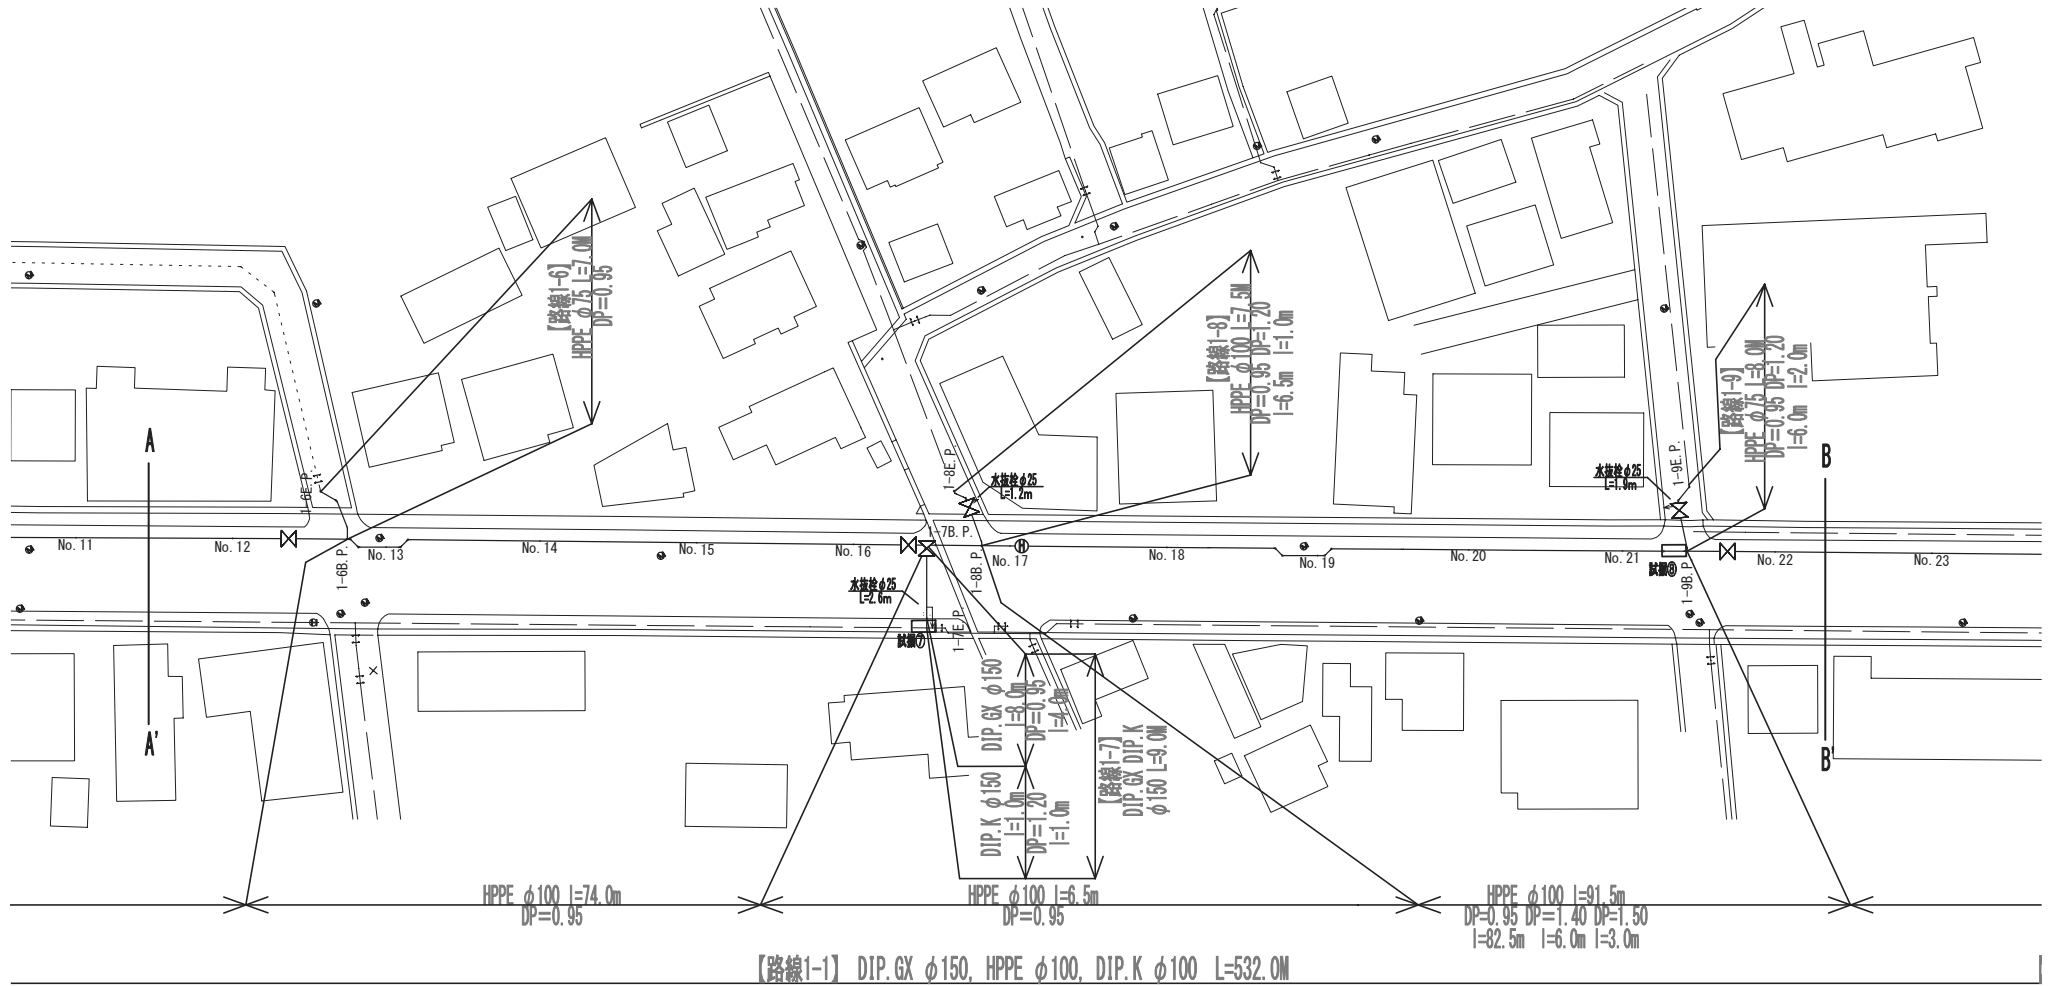 【路線1-6】
HPPE φ75 L=7.0M
DP=0.95
【路線1-8】
HPPE φ100 l=7.5M
DP=0.95 DP=1.20
l=6.5m l=1.0m
【路線1-9】
HPPE φ75 l=8.0M
DP=0.95 DP=1.20
l=6.0m l=2.0m
A
B
1-6E.P.
1-8E.P.
水抜栓φ25
L=1.2m
水抜栓φ25
L=1.9m
1-9E.P.
1-7B.P.
No.11
No.12
No.13
No.14
No.15
No.16
H
No.17
No.18
No.19
No.20
No.21
No.22
No.23
1-6B.P.
1-8B.P.
試掘⑧
1-9B.P.
水抜栓φ25
L=2.6m
試掘⑦
1-7E.P.
A'
B'
DIP.GX φ150
l=8.0m
DP=0.95
l=4.0m
DIP.K φ150
l=1.0m
DP=1.20
l=1.0m
【路線1-7】
DIP.GX DIP.K
φ150 L=9.0M
HPPE φ100 l=74.0m
DP=0.95
HPPE φ100 l=6.5m
DP=0.95
HPPE φ100 l=91.5m
DP=0.95 DP=1.40 DP=1.50
l=82.5m l=6.0m l=3.0m
【路線1-1】 DIP.GX φ150, HPPE φ100, DIP.K φ100 L=532.0M